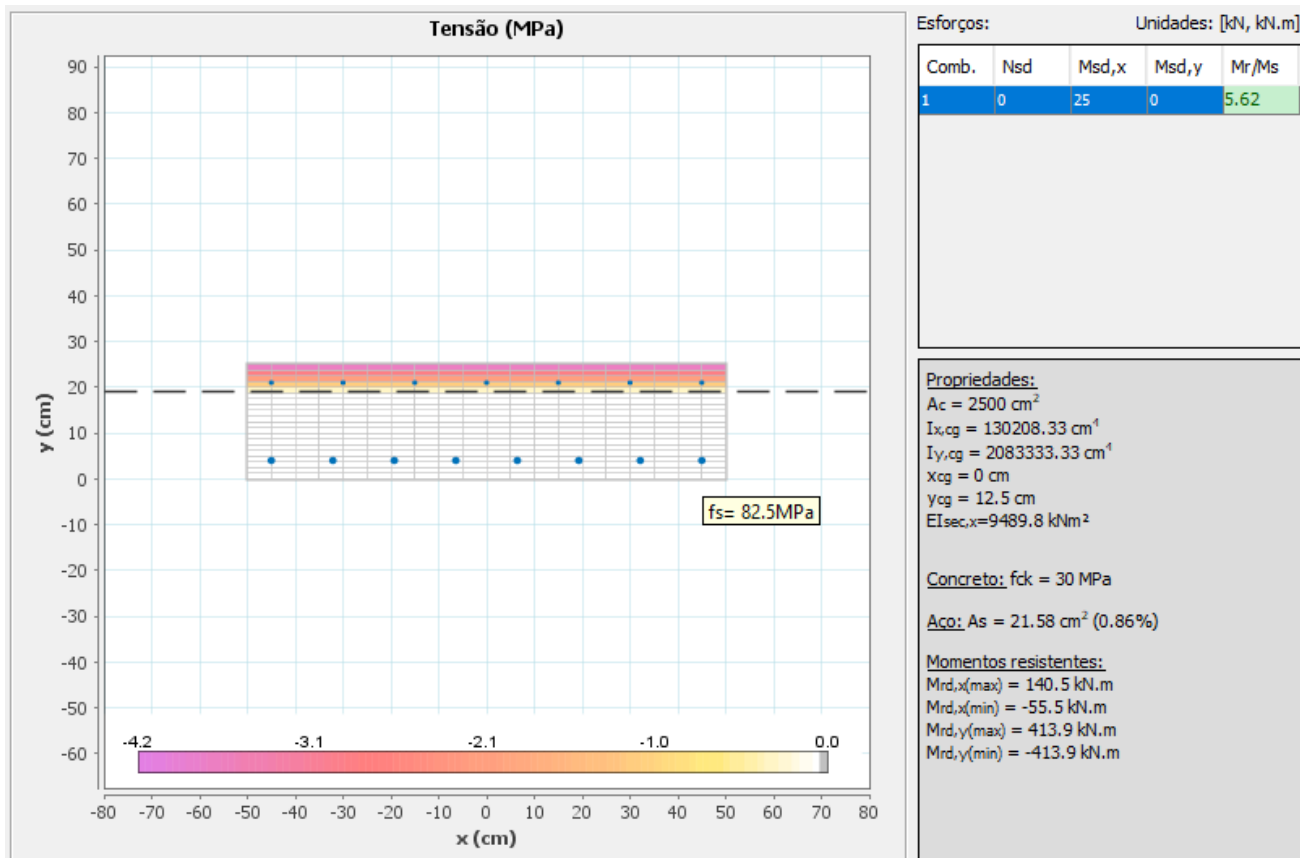 Tensão (MPa)
90
80
70
60
50
40
30
20
10
0
-10
-20
-30
-40
-50
-60
y (cm)
fs= 82.5MPa
-4.2 -3.1 -2.1 -1.0 0.0
-80 -70 -60 -50 -40 -30 -20 -10 0 10 20 30 40 50 60 70 80
x (cm)
Esforços: Unidades: [kN, kN.m]
Comb. Nsd Msd,x Msd,y Mr/Ms
1 0 25 0 5.62
Propriedades:
Ac = 2500 cm²
Ix,cg = 130208.33 cm⁴
Iy,cg = 2083333.33 cm⁴
xcg = 0 cm
ycg = 12.5 cm
EIsec,x=9489.8 kNm²
Concreto: fck = 30 MPa
Aço: As = 21.58 cm² (0.86%)
Momentos resistentes:
Mrd,x(max) = 140.5 kN.m
Mrd,x(min) = -55.5 kN.m
Mrd,y(max) = 413.9 kN.m
Mrd,y(min) = -413.9 kN.m